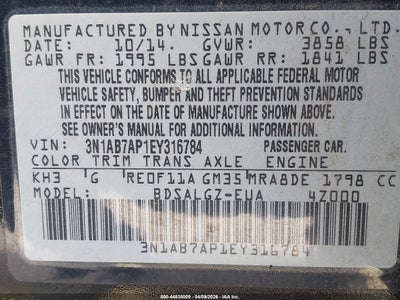 MANUFACTURED BY NISSAN MOTOR CO., LTD.
DATE: 10/14. GVWR: 3858 LBS
GAWR FR: 1995 LBS GAWR RR: 1841 LBS
THIS VEHICLE CONFORMS TO ALL APPLICABLE FEDERAL MOTOR
VEHICLE SAFETY, BUMPER AND THEFT PREVENTION STANDARDS
IN EFFECT ON THE DATE OF MANUFACTURE SHOWN ABOVE.
SEE OWNER'S MANUAL FOR ADDITIONAL INFORMATION.
VIN: 3N1AB7AP1EY316784 PASSENGER CAR.
COLOR TRIM TRANS AXLE ENGINE
KH3 G RE0F11A GM35 MRA8DE 1798 CC
MODEL: BDSALGZ-EUA 4Z000
3N1AB7AP1EY316784
000-44838089 - 04/09/2026 -